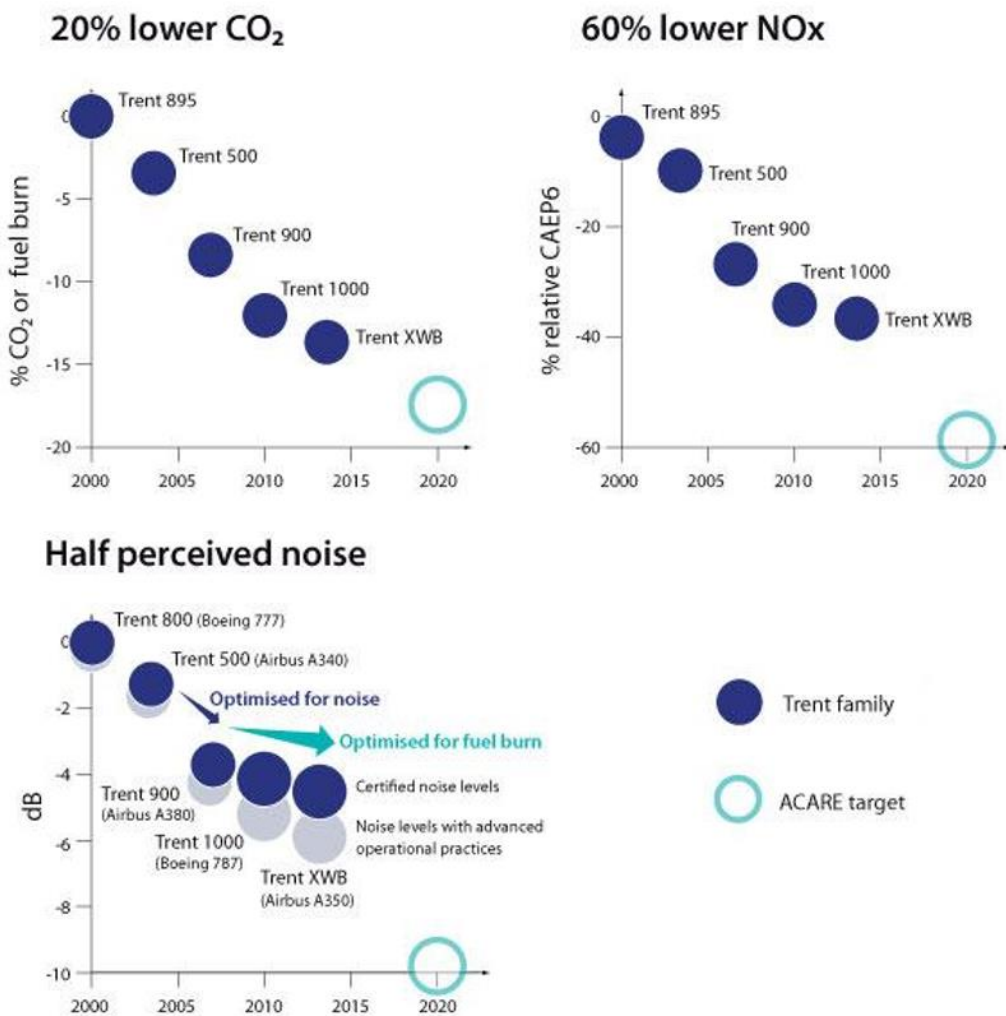 20% lower CO₂
% CO₂ or fuel burn
0
-5
-10
-15
-20
Trent 895
Trent 500
Trent 900
Trent 1000
Trent XWB
2000 2005 2010 2015 2020
60% lower NOx
% relative CAEP6
0
-20
-40
-60
Trent 895
Trent 500
Trent 900
Trent 1000
Trent XWB
2000 2005 2010 2015 2020
Half perceived noise
dB
0
-2
-4
-6
-8
-10
Trent 800 (Boeing 777)
Trent 500 (Airbus A340)
Optimised for noise
Optimised for fuel burn
Certified noise levels
Trent 900
(Airbus A380)
Noise levels with advanced
operational practices
Trent 1000
(Boeing 787)
Trent XWB
(Airbus A350)
2000 2005 2010 2015 2020
Trent family
ACARE target